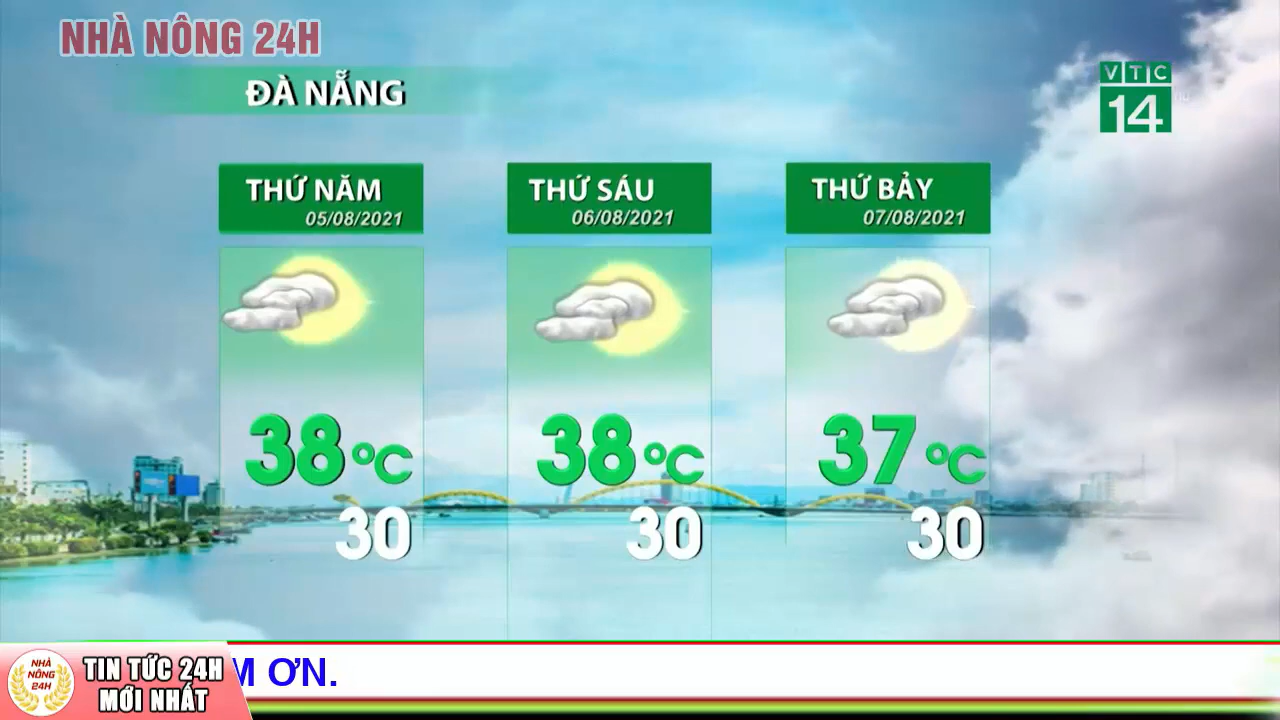 NHÀ NÔNG 24H
ĐÀ NẴNG
VTC
14
THỨ NĂM
05/08/2021
THỨ SÁU
06/08/2021
THỨ BẢY
07/08/2021
38°C
38°C
37°C
30
30
30
NHÀ
NÔNG
24H
TIN TỨC 24H
MỚI NHẤT
M ƠN.